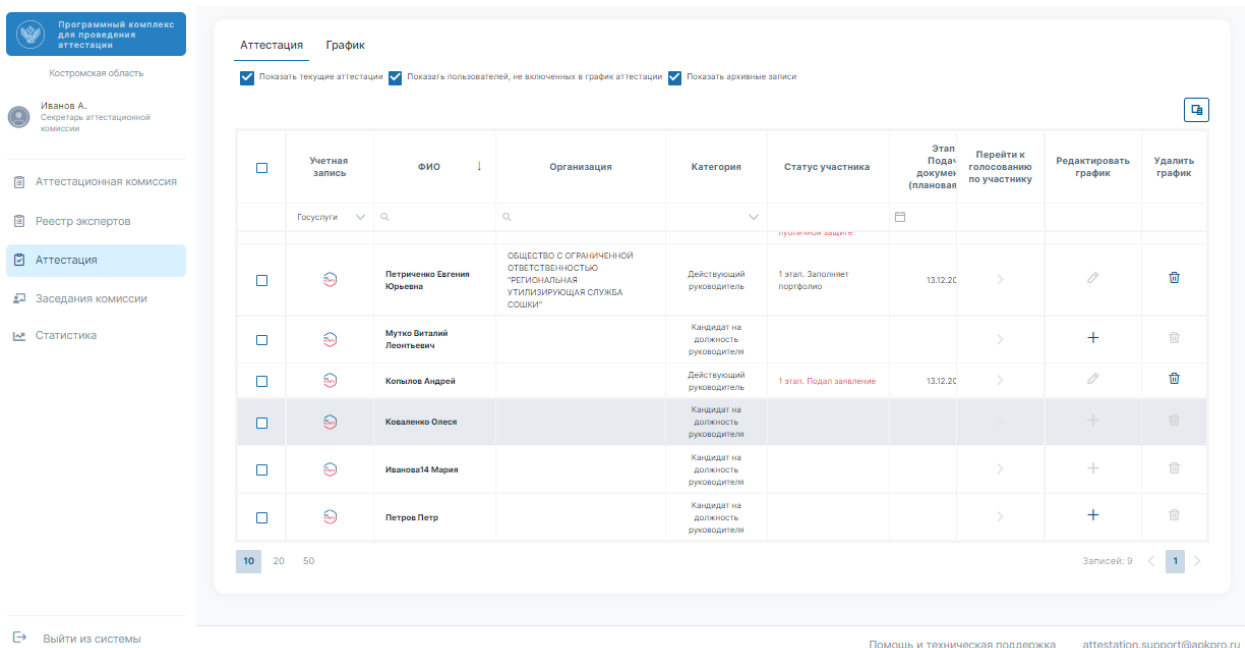 Программный комплекс
для проведения
аттестации
Костромская область
Иванов А.
Секретарь аттестационной
комиссии
Аттестационная комиссия
Реестр экспертов
Аттестация
Заседания комиссии
Статистика
Выйти из системы
Аттестация График
Показать текущие аттестации Показать пользователей, не включенных в график аттестации Показать архивные записи
Учетная
запись
ФИО
Организация
Категория
Статус участника
Этап
Подач
докумен
(плановая
Перейти к
голосованию
по участнику
Редактировать
график
Удалить
график
Госуслуги
публичной защите
Петриченко Евгения
Юрьевна
ОБЩЕСТВО С ОГРАНИЧЕННОЙ
ОТВЕТСТВЕННОСТЬЮ
"РЕГИОНАЛЬНАЯ
УТИЛИЗИРУЮЩАЯ СЛУЖБА
СОШКИ"
Действующий
руководитель
1 этап. Заполняет
портфолио
13.12.20
Мутко Виталий
Леонтьевич
Кандидат на
должность
руководителя
Копылов Андрей
Действующий
руководитель
1 этап. Подал заявление
13.12.20
Коваленко Олеся
Кандидат на
должность
руководителя
Иванова14 Мария
Кандидат на
должность
руководителя
Петров Петр
Кандидат на
должность
руководителя
10 20 50
Записей: 9 1
Помощь и техническая поддержка attestation.support@apkpro.ru